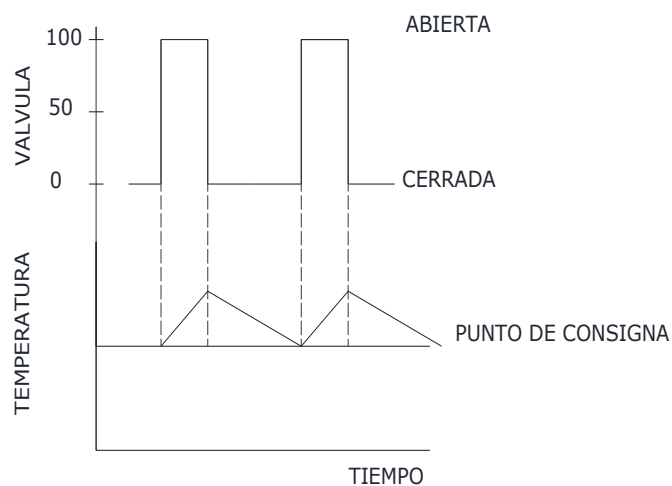 ABIERTA
100
50
0
VALVULA
CERRADA
TEMPERATURA
PUNTO DE CONSIGNA
TIEMPO